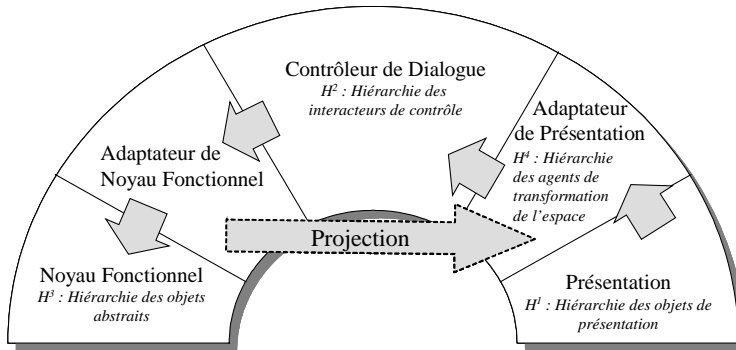 Contrôleur de Dialogue
H² : Hiérarchie des
interacteurs de contrôle
Adaptateur
de Présentation
H⁴ : Hiérarchie
des agents de
transformation
de l'espace
Adaptateur de
Noyau Fonctionnel
Projection
Noyau Fonctionnel
H³ : Hiérarchie des objets
abstraits
Présentation
H¹ : Hiérarchie des objets de
présentation